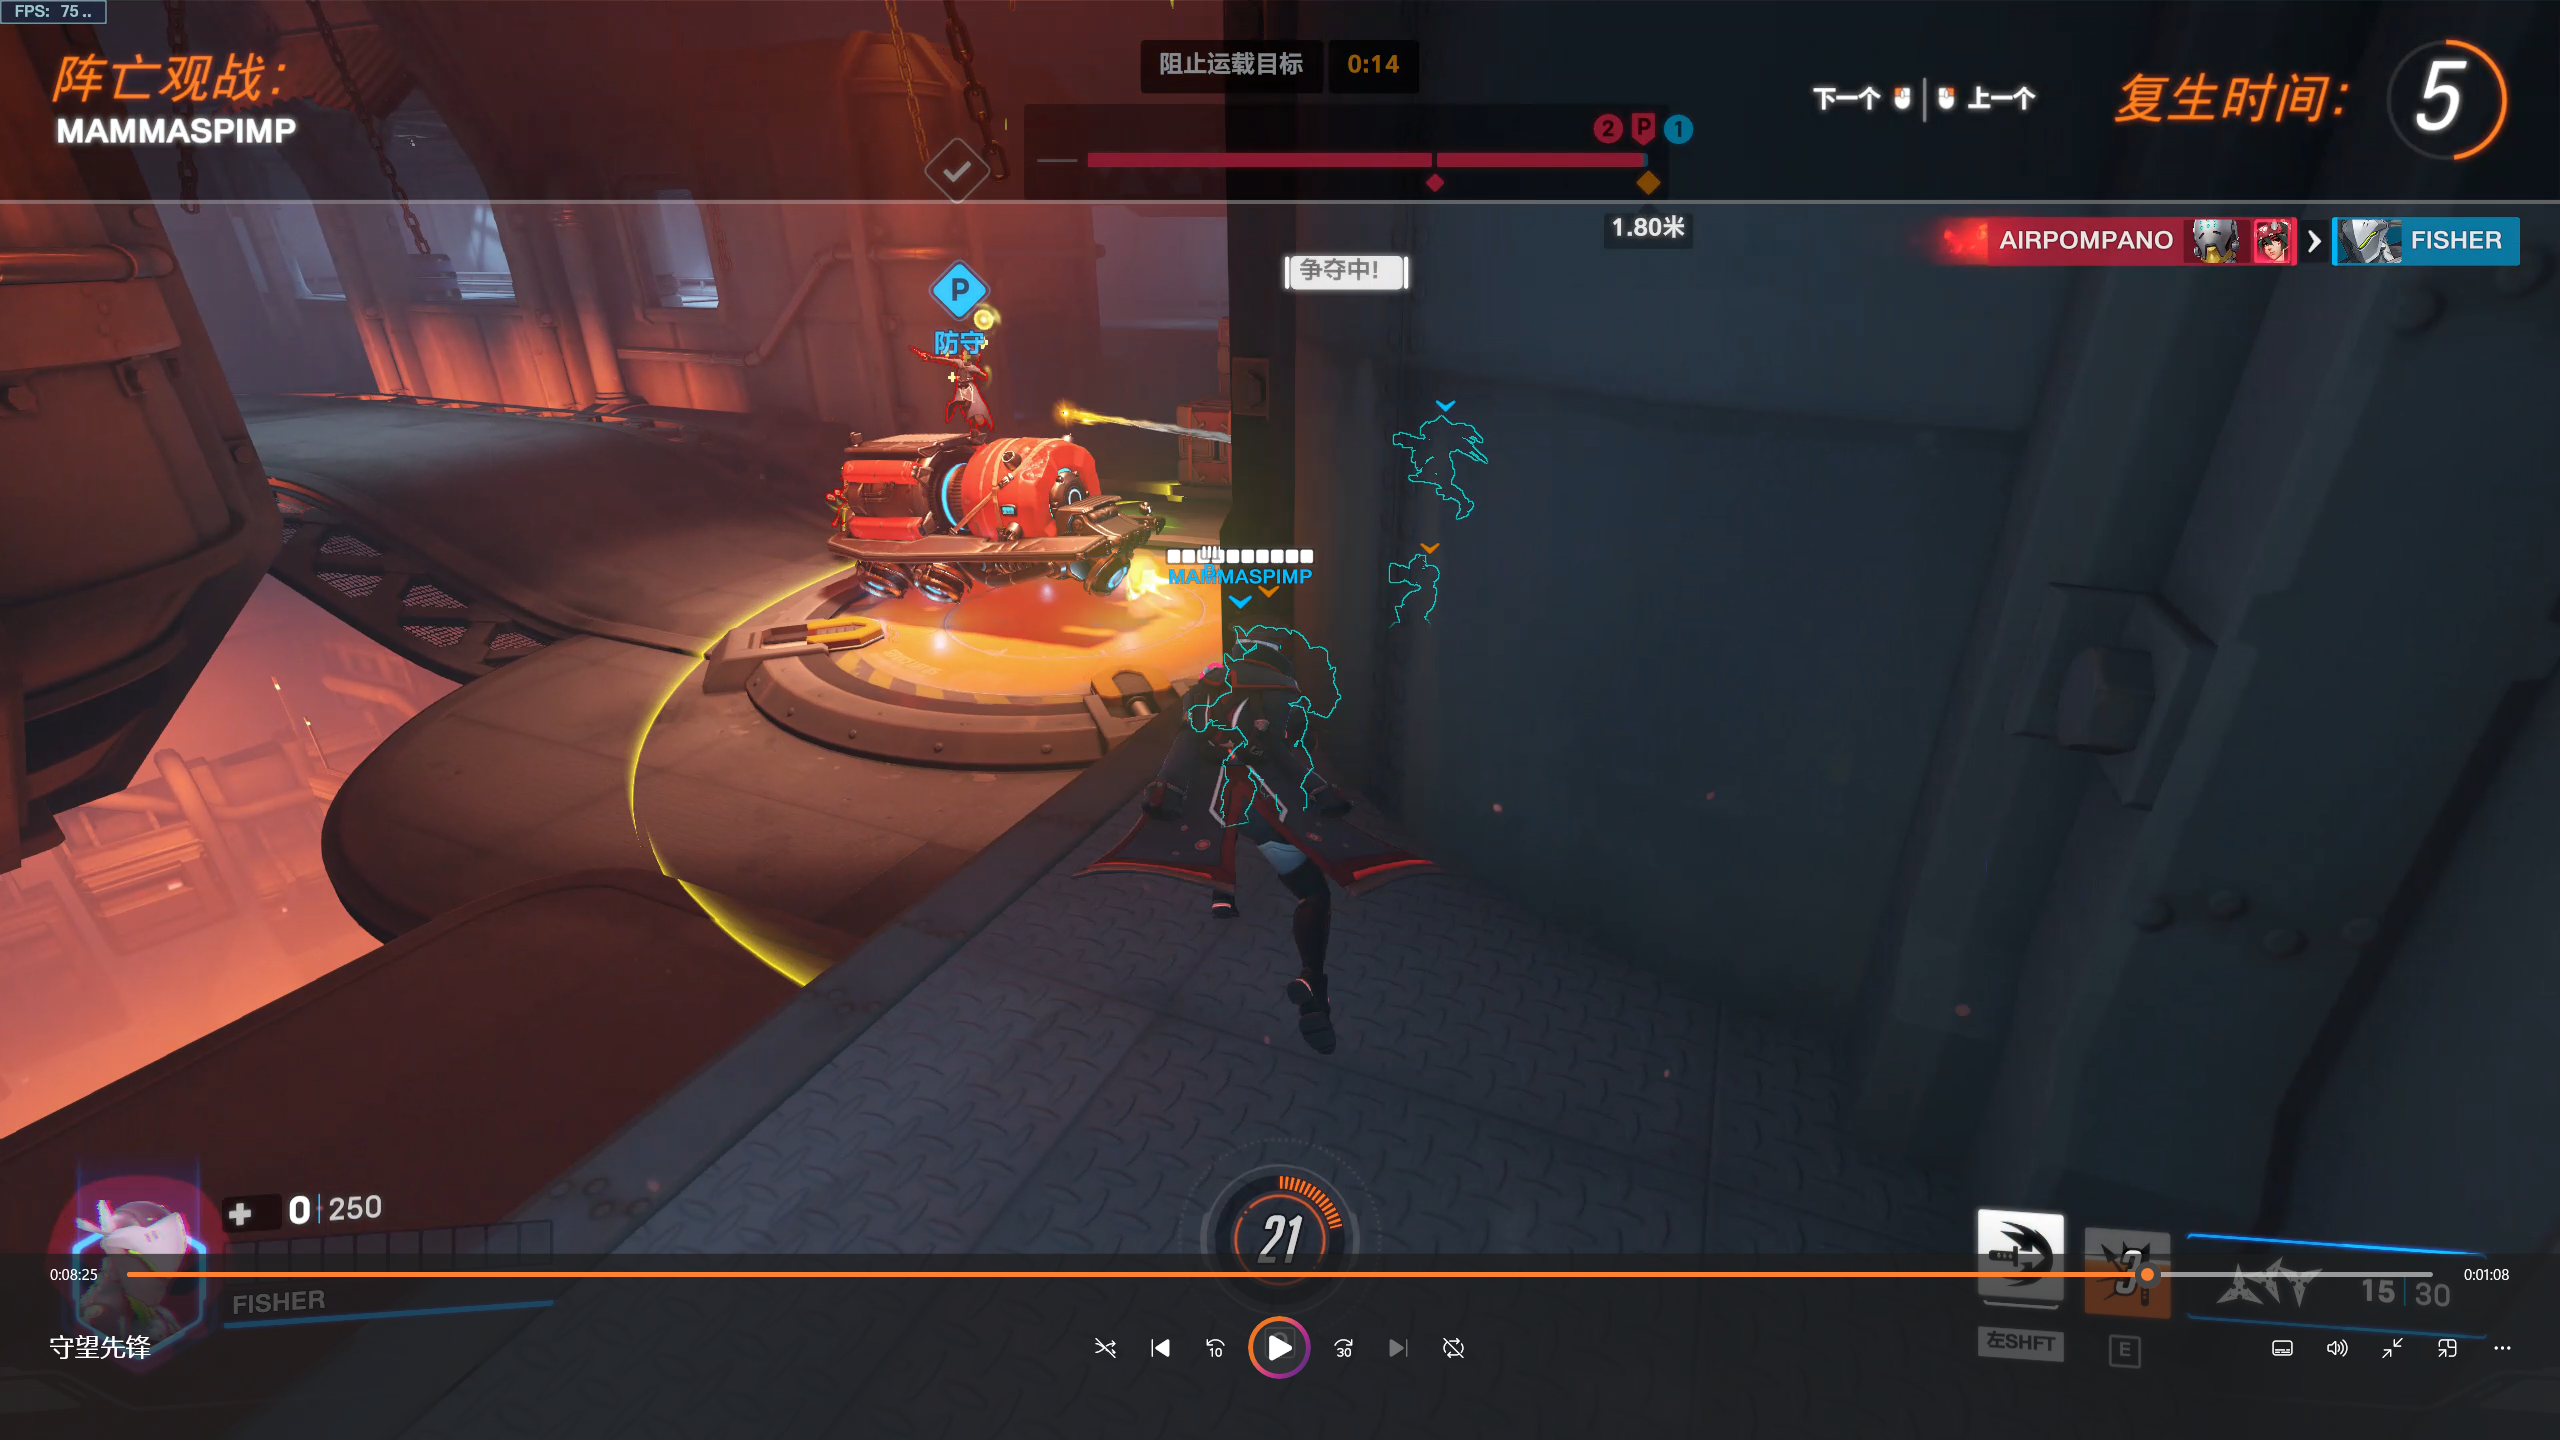 FPS: 75..
阵亡观战：
MAMMASPIMP
阻止运载目标 0:14
下一个 上一个
复生时间： 5
2 P 1
1.80米
争夺中！
AIRPOMPANO FISHER
P
防守
MAMMASPIMP
0 250
21
3
15 30
FISHER
0:08:25
0:01:08
守望先锋
10
30
左SHFT
E